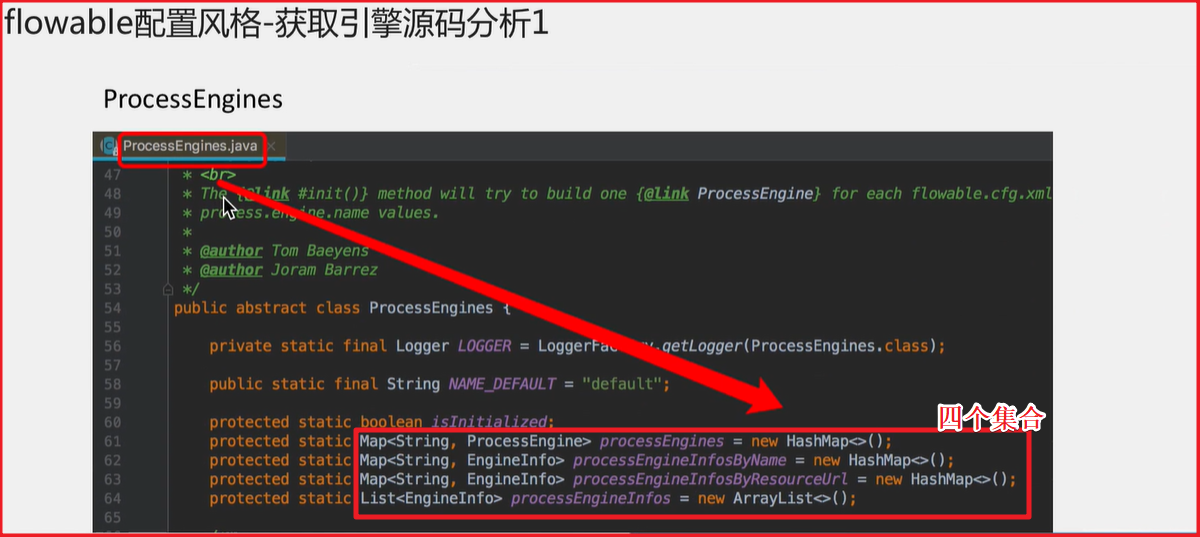 flowable配置风格-获取引擎源码分析1
ProcessEngines
ProcessEngines.java
47 * <br>
48 * The {@link #init()} method will try to build one {@link ProcessEngine} for each flowable.cfg.xml
49 * process.engine.name values.
50 *
51 * @author Tom Baeyens
52 * @author Joram Barrez
53 */
54 public abstract class ProcessEngines {
55
56 private static final Logger LOGGER = LoggerFactory.getLogger(ProcessEngines.class);
57
58 public static final String NAME_DEFAULT = "default";
59
四个集合
60 protected static boolean isInitialized;
61 protected static Map<String, ProcessEngine> processEngines = new HashMap<>();
62 protected static Map<String, EngineInfo> processEngineInfosByName = new HashMap<>();
63 protected static Map<String, EngineInfo> processEngineInfosByResourceUrl = new HashMap<>();
64 protected static List<EngineInfo> processEngineInfos = new ArrayList<>();
65